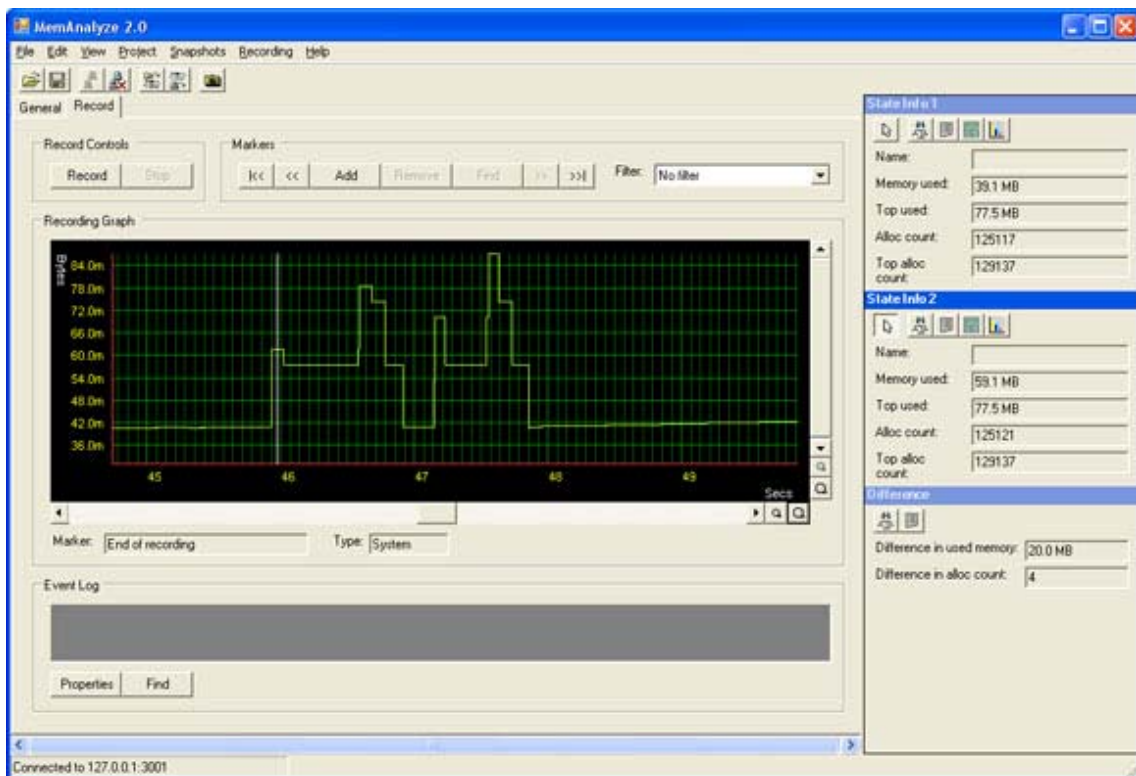 MemAnalyze 2.0
File Edit View Project Snapshots Recording Help
General Record
Record Controls
Record Stop
Markers
|<< << Add Remove Find >> >>| Filter: No filter
Recording Graph
Bytes
84.0m
78.0m
72.0m
66.0m
60.0m
54.0m
48.0m
42.0m
36.0m
45 46 47 48 49
Secs
Marker: End of recording Type: System
Event Log
Properties Find
Connected to 127.0.0.1:3001
State Info 1
Name:
Memory used: 39.1 MB
Top used: 77.5 MB
Alloc count: 125117
Top alloc
count: 129137
State Info 2
Name:
Memory used: 59.1 MB
Top used: 77.5 MB
Alloc count: 125121
Top alloc
count: 129137
Difference
Difference in used memory: 20.0 MB
Difference in alloc count: 4